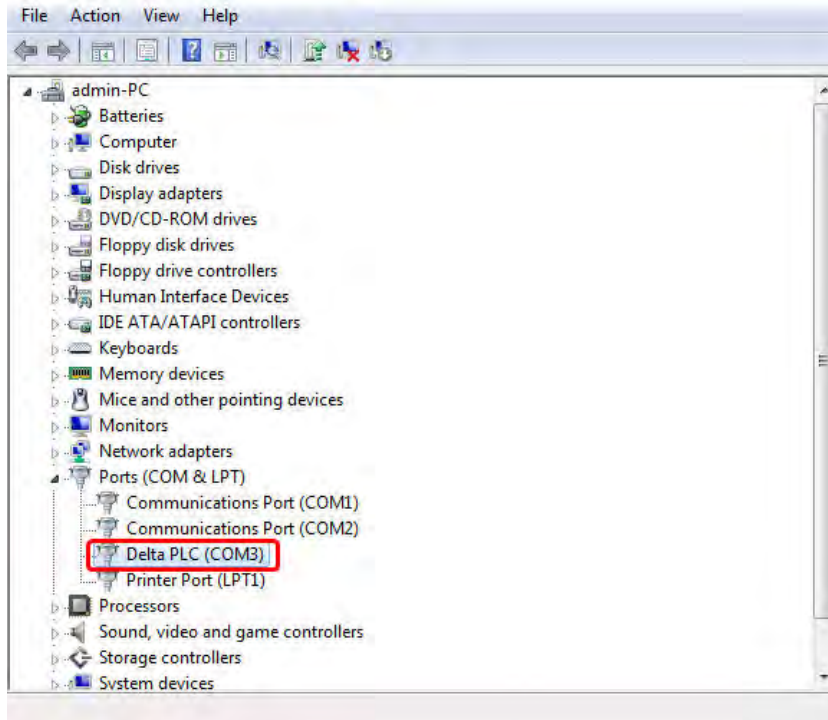 File Action View Help
admin-PC
Batteries
Computer
Disk drives
Display adapters
DVD/CD-ROM drives
Floppy disk drives
Floppy drive controllers
Human Interface Devices
IDE ATA/ATAPI controllers
Keyboards
Memory devices
Mice and other pointing devices
Monitors
Network adapters
Ports (COM & LPT)
Communications Port (COM1)
Communications Port (COM2)
Delta PLC (COM3)
Printer Port (LPT1)
Processors
Sound, video and game controllers
Storage controllers
System devices